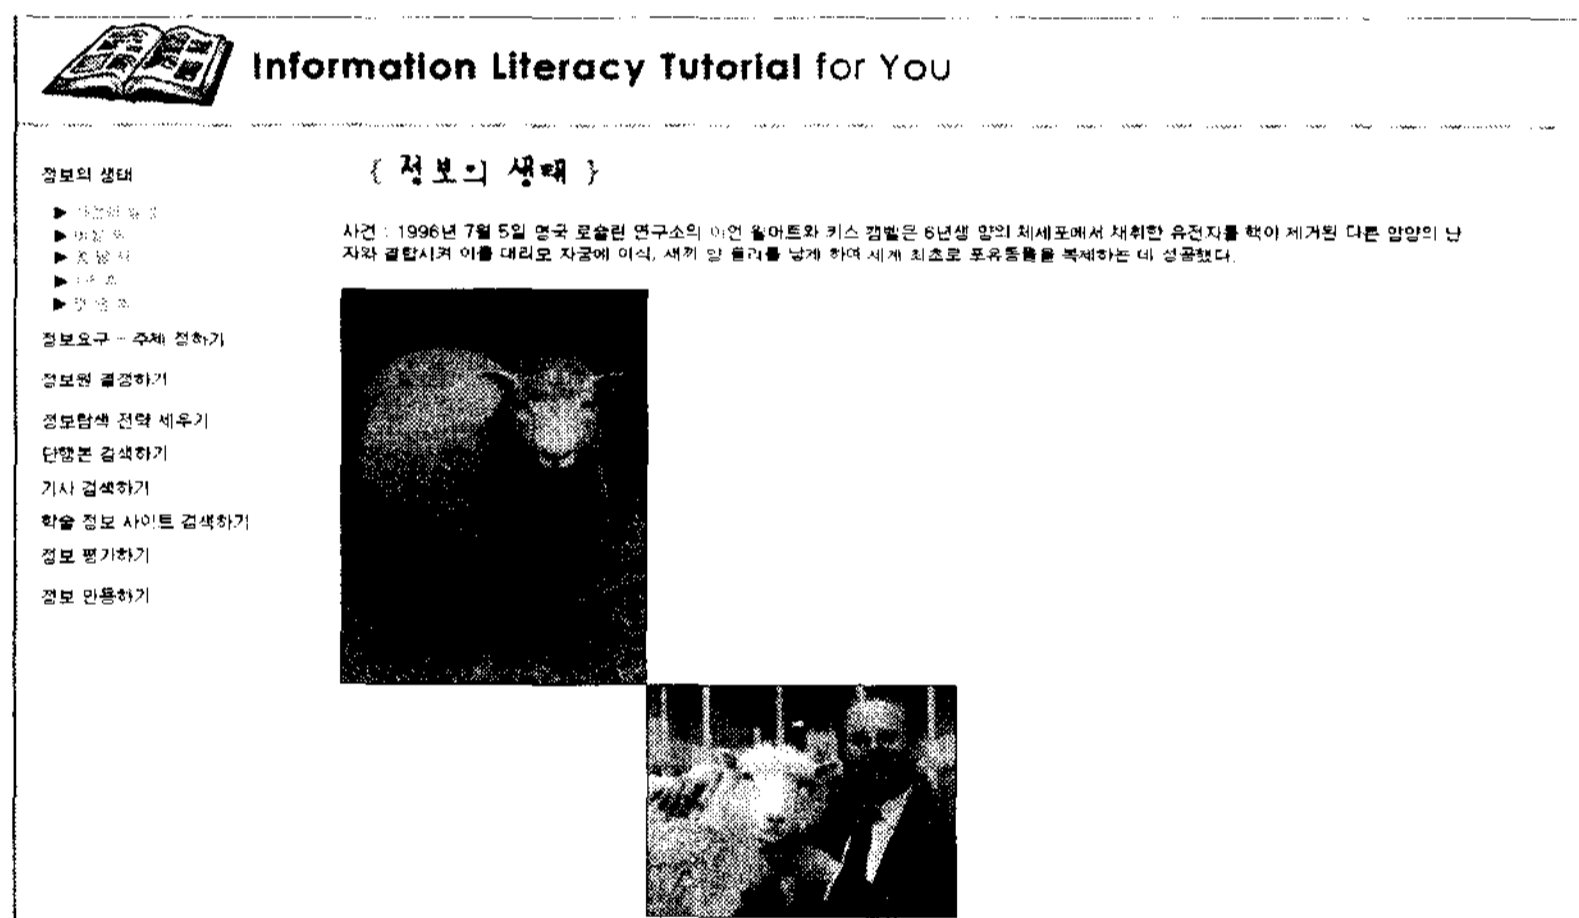 Information Literacy Tutorial for You
정보의 생태
정보요구 - 주제 정하기
정보원 결정하기
정보탐색 전략 세우기
단행본 검색하기
기사 검색하기
학술 정보 사이트 검색하기
정보 평가하기
정보 만용하기
{ 정보의 생태 }
사건 : 1996년 7월 5일 영국 로슬린 연구소의 이언 윌머트와 키스 캠벨은 6년생 양의 체세포에서 채취한 유전자를 핵이 제거된 다른 암양의 난
자와 결합시켜 이를 대리모 자궁에 이식, 새끼 양 돌리를 낳게 하여 세계 최초로 포유동물을 복제하는 데 성공했다.